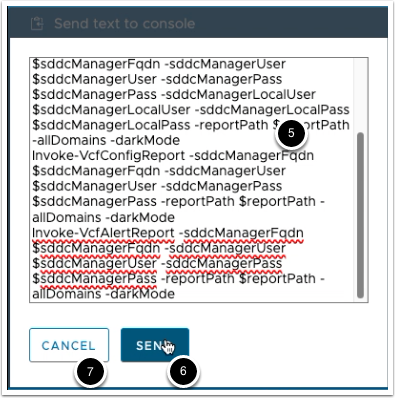 Send text to console
$sddcManagerFqdn -sddcManagerUser
$sddcManagerUser -sddcManagerPass
$sddcManagerPass -sddcManagerLocalUser
$sddcManagerLocalUser -sddcManagerLocalPass
$sddcManagerLocalPass -reportPath $reportPath
5
-allDomains -darkMode
Invoke-VcfConfigReport -sddcManagerFqdn
$sddcManagerFqdn -sddcManagerUser
$sddcManagerUser -sddcManagerPass
$sddcManagerPass -reportPath $reportPath -
allDomains -darkMode
Invoke-VcfAlertReport -sddcManagerFqdn
$sddcManagerFqdn -sddcManagerUser
$sddcManagerUser -sddcManagerPass
$sddcManagerPass -reportPath $reportPath -
allDomains -darkMode
CANCEL SEND
7 6